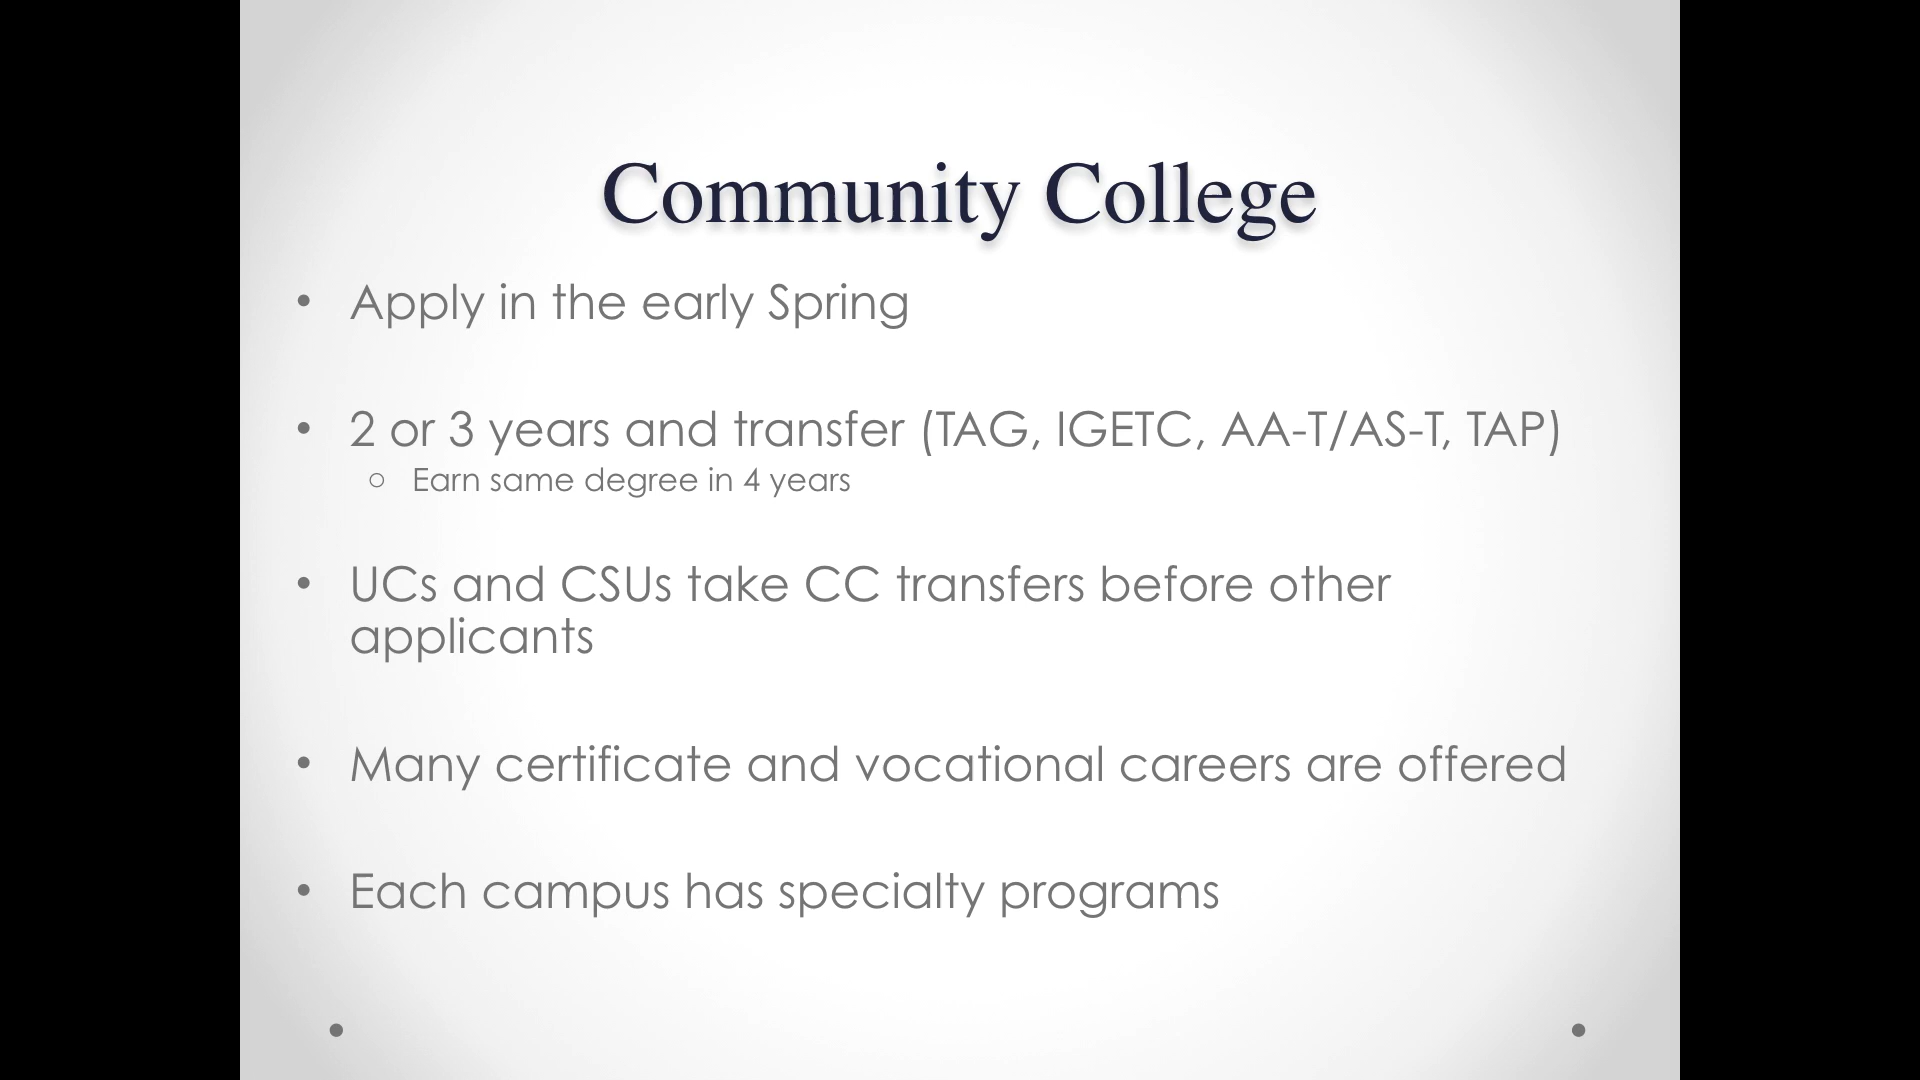 Community College
• Apply in the early Spring
• 2 or 3 years and transfer (TAG, IGETC, AA-T/AS-T, TAP)
○ Earn same degree in 4 years
• UCs and CSUs take CC transfers before other
applicants
• Many certificate and vocational careers are offered
• Each campus has specialty programs